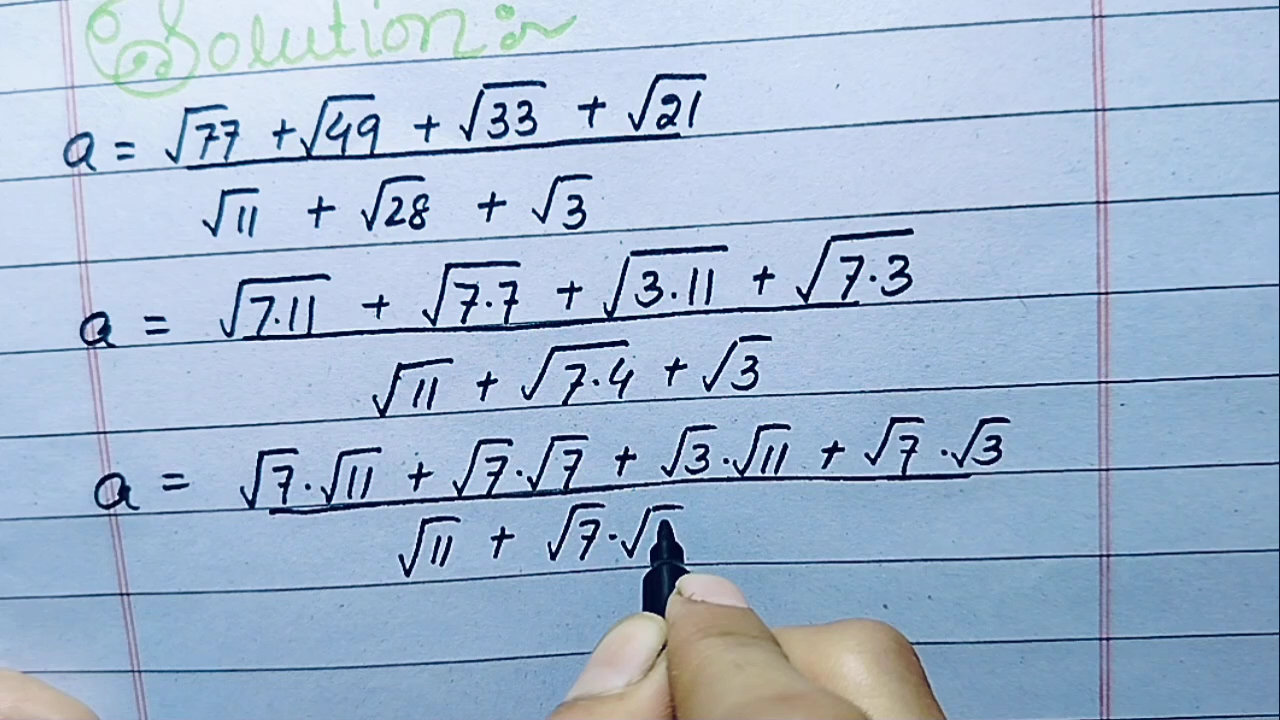 Solution:~
a = √77 + √49 + √33 + √21
√11 + √28 + √3
a = √7.11 + √7.7 + √3.11 + √7.3
√11 + √7.4 + √3
a = √7.√11 + √7.√7 + √3.√11 + √7.√3
√11 + √7.√